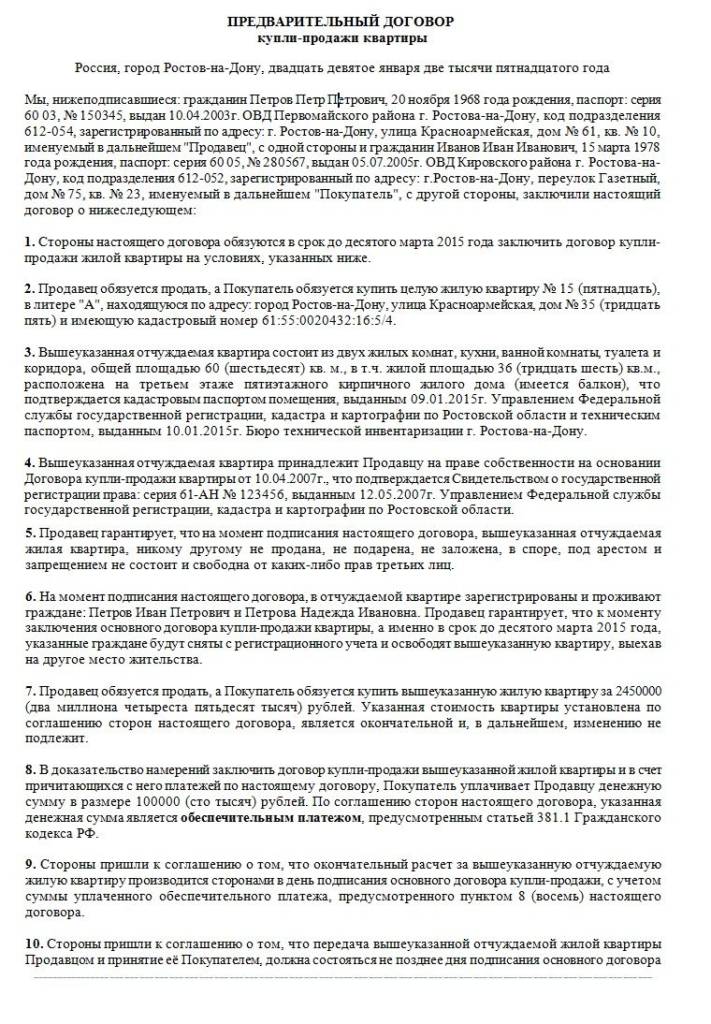 ПРЕДВАРИТЕЛЬНЫЙ ДОГОВОР
купли-продажи квартиры
Россия, город Ростов-на-Дону, двадцать девятое января две тысячи пятнадцатого года
Мы, нижеподписавшиеся: гражданин Петров Петр Петрович, 20 ноября 1968 года рождения, паспорт: серия
60 03, № 150345, выдан 10.04.2003г. ОВД Первомайского района г. Ростова-на-Дону, код подразделения
612-054, зарегистрированный по адресу: г. Ростов-на-Дону, улица Красноармейская, дом № 61, кв. № 10,
именуемый в дальнейшем "Продавец", с одной стороны и гражданин Иванов Иван Иванович, 15 марта 1978
года рождения, паспорт: серия 60 05, № 280567, выдан 05.07.2005г. ОВД Кировского района г. Ростова-на-
Дону, код подразделения 612-052, зарегистрированный по адресу: г.Ростов-на-Дону, переулок Газетный,
дом № 75, кв. № 23, именуемый в дальнейшем "Покупатель", с другой стороны, заключили настоящий
договор о нижеследующем:
1. Стороны настоящего договора обязуются в срок до десятого марта 2015 года заключить договор купли-
продажи жилой квартиры на условиях, указанных ниже.
2. Продавец обязуется продать, а Покупатель обязуется купить целую жилую квартиру № 15 (пятнадцать),
в литере "А", находящуюся по адресу: город Ростов-на-Дону, улица Красноармейская, дом № 35 (тридцать
пять) и имеющую кадастровый номер 61:55:0020432:16:5/4.
3. Вышеуказанная отчуждаемая квартира состоит из двух жилых комнат, кухни, ванной комнаты, туалета и
коридора, общей площадью 60 (шестьдесят) кв. м., в т.ч. жилой площадью 36 (тридцать шесть) кв.м.,
расположена на третьем этаже пятиэтажного кирпичного жилого дома (имеется балкон), что
подтверждается кадастровым паспортом помещения, выданным 09.01.2015г. Управлением Федеральной
службы государственной регистрации, кадастра и картографии по Ростовской области и техническим
паспортом, выданным 10.01.2015г. Бюро технической инвентаризации г. Ростова-на-Дону.
4. Вышеуказанная отчуждаемая квартира принадлежит Продавцу на праве собственности на основании
Договора купли-продажи квартиры от 10.04.2007г., что подтверждается Свидетельством о государственной
регистрации права: серия 61-АН № 123456, выданным 12.05.2007г. Управлением Федеральной службы
государственной регистрации, кадастра и картографии по Ростовской области.
5. Продавец гарантирует, что на момент подписания настоящего договора, вышеуказанная отчуждаемая
жилая квартира, никому другому не продана, не подарена, не заложена, в споре, под арестом и
запрещением не состоит и свободна от каких-либо прав третьих лиц.
6. На момент подписания настоящего договора, в отчуждаемой квартире зарегистрированы и проживают
граждане: Петров Иван Петрович и Петрова Надежда Ивановна. Продавец гарантирует, что к моменту
заключения основного договора купли-продажи квартиры, а именно в срок до десятого марта 2015 года,
указанные граждане будут сняты с регистрационного учета и освободят вышеуказанную квартиру, выехав
на другое место жительства.
7. Продавец обязуется продать, а Покупатель обязуется купить вышеуказанную жилую квартиру за 2450000
(два миллиона четыреста пятьдесят тысяч) рублей. Указанная стоимость квартиры установлена по
соглашению сторон настоящего договора, является окончательной и, в дальнейшем, изменению не
подлежит.
8. В доказательство намерений заключить договор купли-продажи вышеуказанной жилой квартиры и в счет
причитающихся с него платежей по настоящему договору, Покупатель уплачивает Продавцу денежную
сумму в размере 100000 (сто тысяч) рублей. По соглашению сторон настоящего договора, указанная
денежная сумма является обеспечительным платежом, предусмотренным статьей 381.1 Гражданского
кодекса РФ.
9. Стороны пришли к соглашению о том, что окончательный расчет за вышеуказанную отчуждаемую
жилую квартиру производится сторонами в день подписания основного договора купли-продажи, с учетом
суммы уплаченного обеспечительного платежа, предусмотренного пунктом 8 (восемь) настоящего
договора.
10. Стороны пришли к соглашению о том, что передача вышеуказанной отчуждаемой жилой квартиры
Продавцом и принятие её Покупателем, должна состояться не позднее дня подписания основного договора